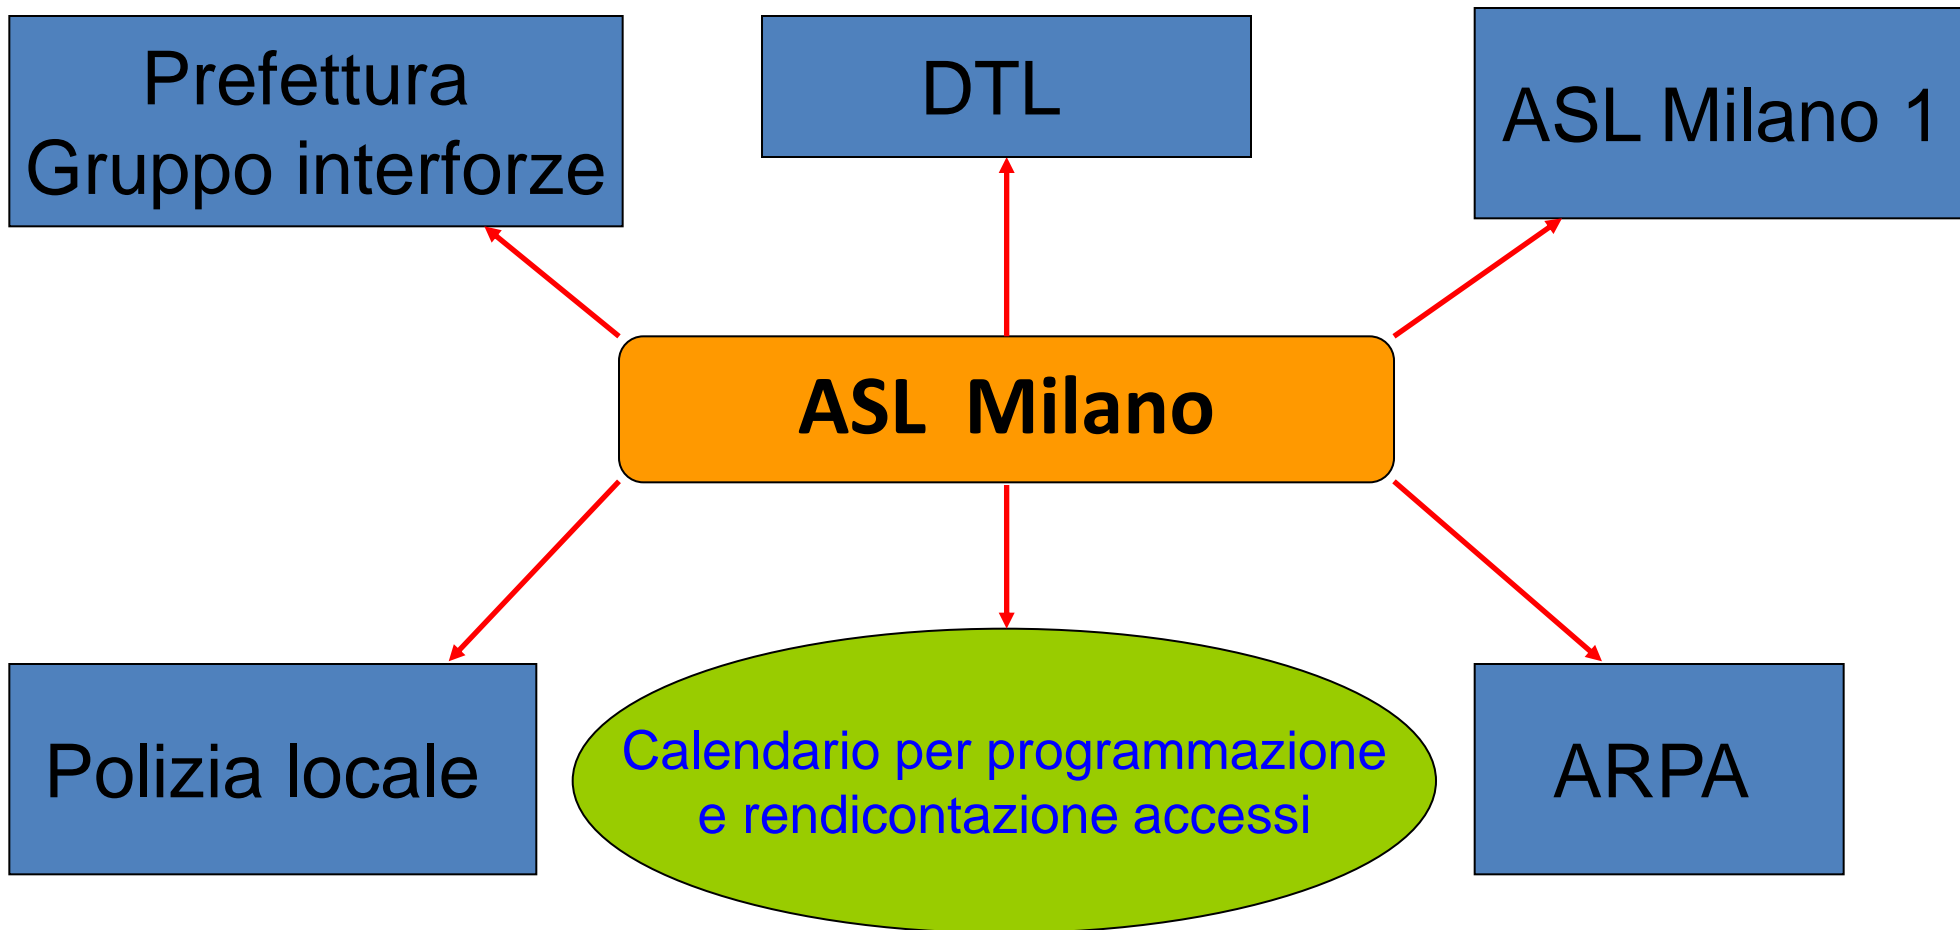 Prefettura
Gruppo interforze
DTL
ASL Milano 1
ASL Milano
Polizia locale
Calendario per programmazione
e rendicontazione accessi
ARPA